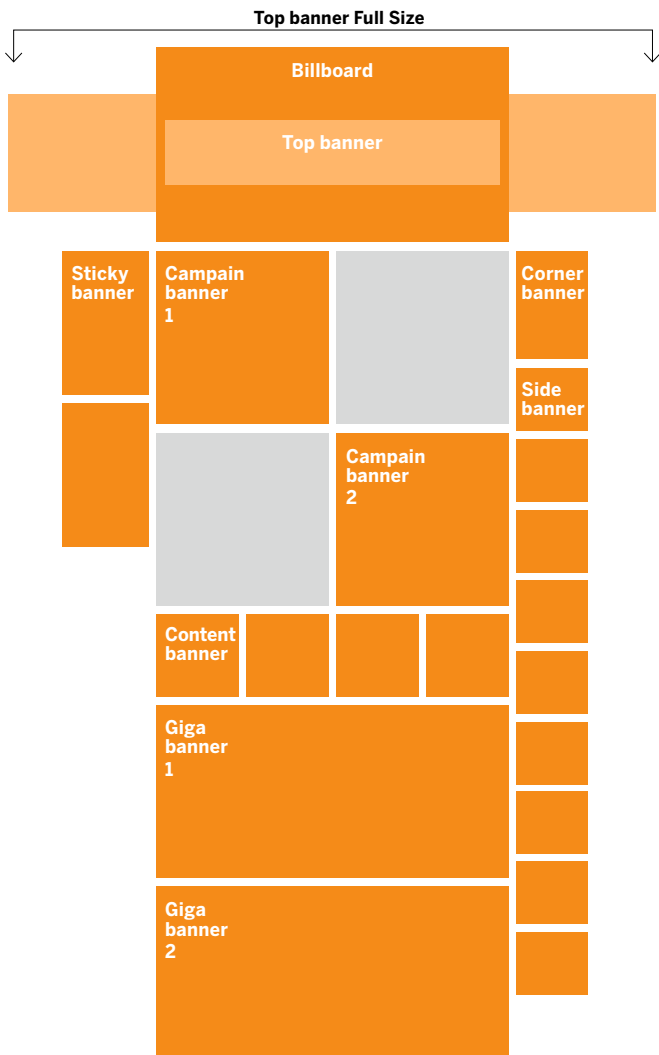 Top banner Full Size
Billboard
Top banner
Sticky
banner
Campain
banner
1
Corner
banner
Side
banner
Campain
banner
2
Content
banner
Giga
banner
1
Giga
banner
2